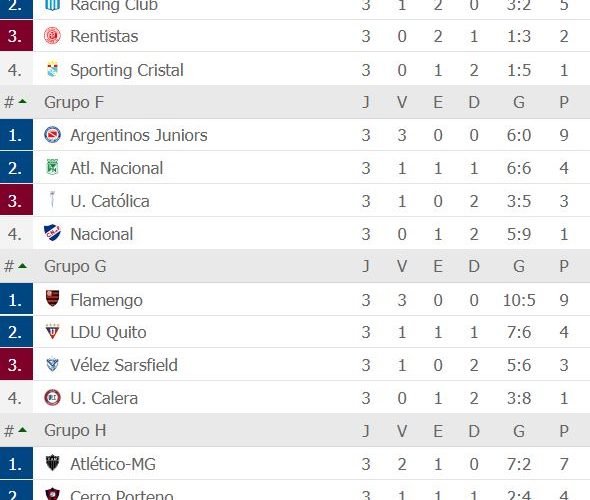 2. Racing Club 3 1 2 0 3:2 5
3. Rentistas 3 0 2 1 1:3 2
4. Sporting Cristal 3 0 1 2 1:5 1
# Grupo F J V E D G P
1. Argentinos Juniors 3 3 0 0 6:0 9
2. Atl. Nacional 3 1 1 1 6:6 4
3. U. Católica 3 1 0 2 3:5 3
4. Nacional 3 0 1 2 5:9 1
# Grupo G J V E D G P
1. Flamengo 3 3 0 0 10:5 9
2. LDU Quito 3 1 1 1 7:6 4
3. Vélez Sarsfield 3 1 0 2 5:6 3
4. U. Calera 3 0 1 2 3:8 1
# Grupo H J V E D G P
1. Atlético-MG 3 2 1 0 7:2 7
2. Cerro Porteno 3 1 1 1 2:4 4